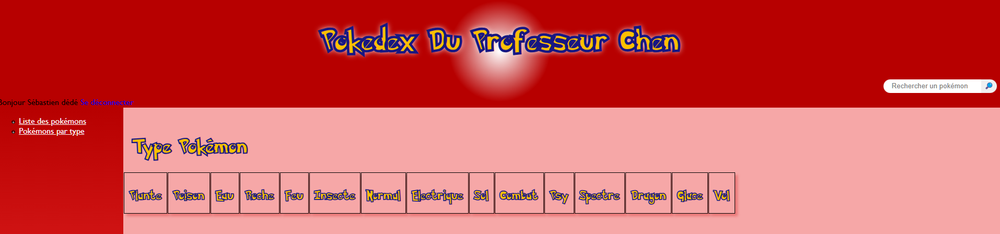 Pokedex Du Professeur Chen
Rechercher un pokémon
Bonjour Sébastien dédé Se déconnecter
Liste des pokémons
Pokémons par type
Type Pokémon
Plante Poison Eau Roche Feu Insecte Normal Electrique Sol Combat Psy Spectre Dragon Glace Vol